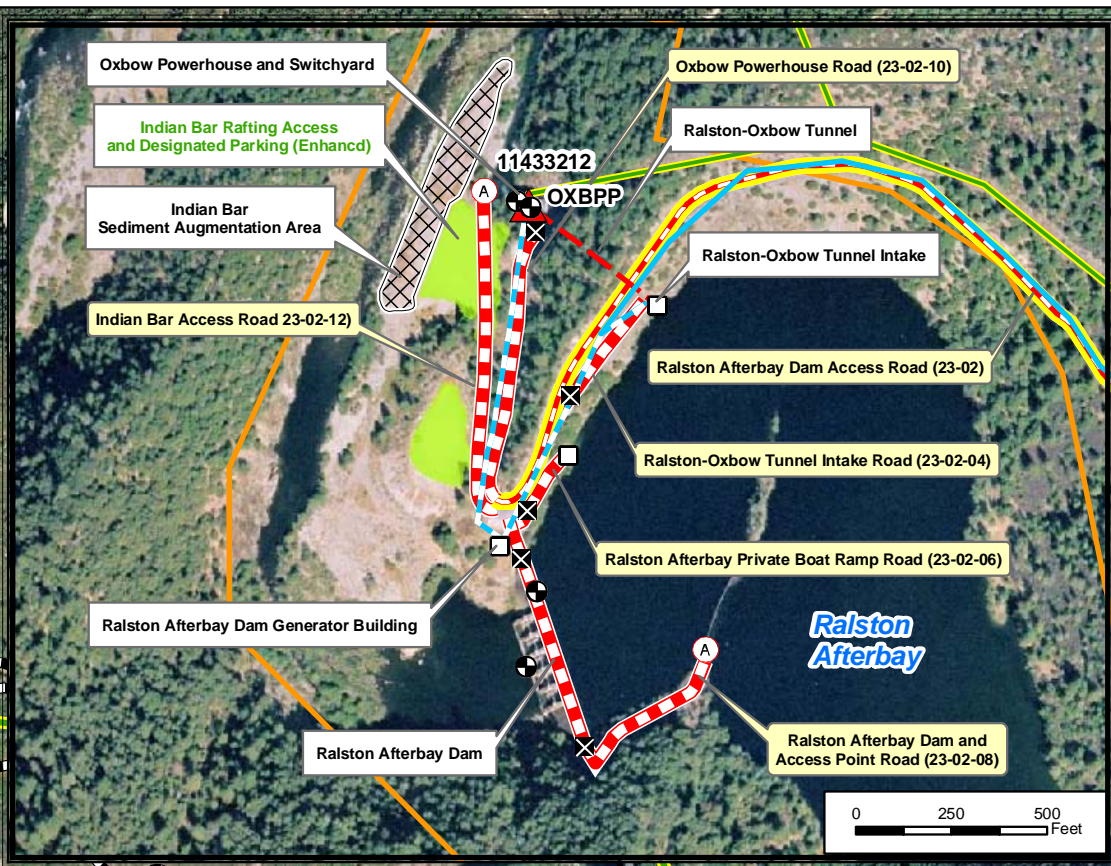 Oxbow Powerhouse and Switchyard
Oxbow Powerhouse Road (23-02-10)
Indian Bar Rafting Access
and Designated Parking (Enhancd)
Ralston-Oxbow Tunnel
11433212
A
OXBPP
Indian Bar
Sediment Augmentation Area
Ralston-Oxbow Tunnel Intake
Indian Bar Access Road 23-02-12)
Ralston Afterbay Dam Access Road (23-02)
Ralston-Oxbow Tunnel Intake Road (23-02-04)
Ralston Afterbay Private Boat Ramp Road (23-02-06)
Ralston Afterbay Dam Generator Building
Ralston
Afterbay
A
Ralston Afterbay Dam
Ralston Afterbay Dam and
Access Point Road (23-02-08)
0 250 500
Feet